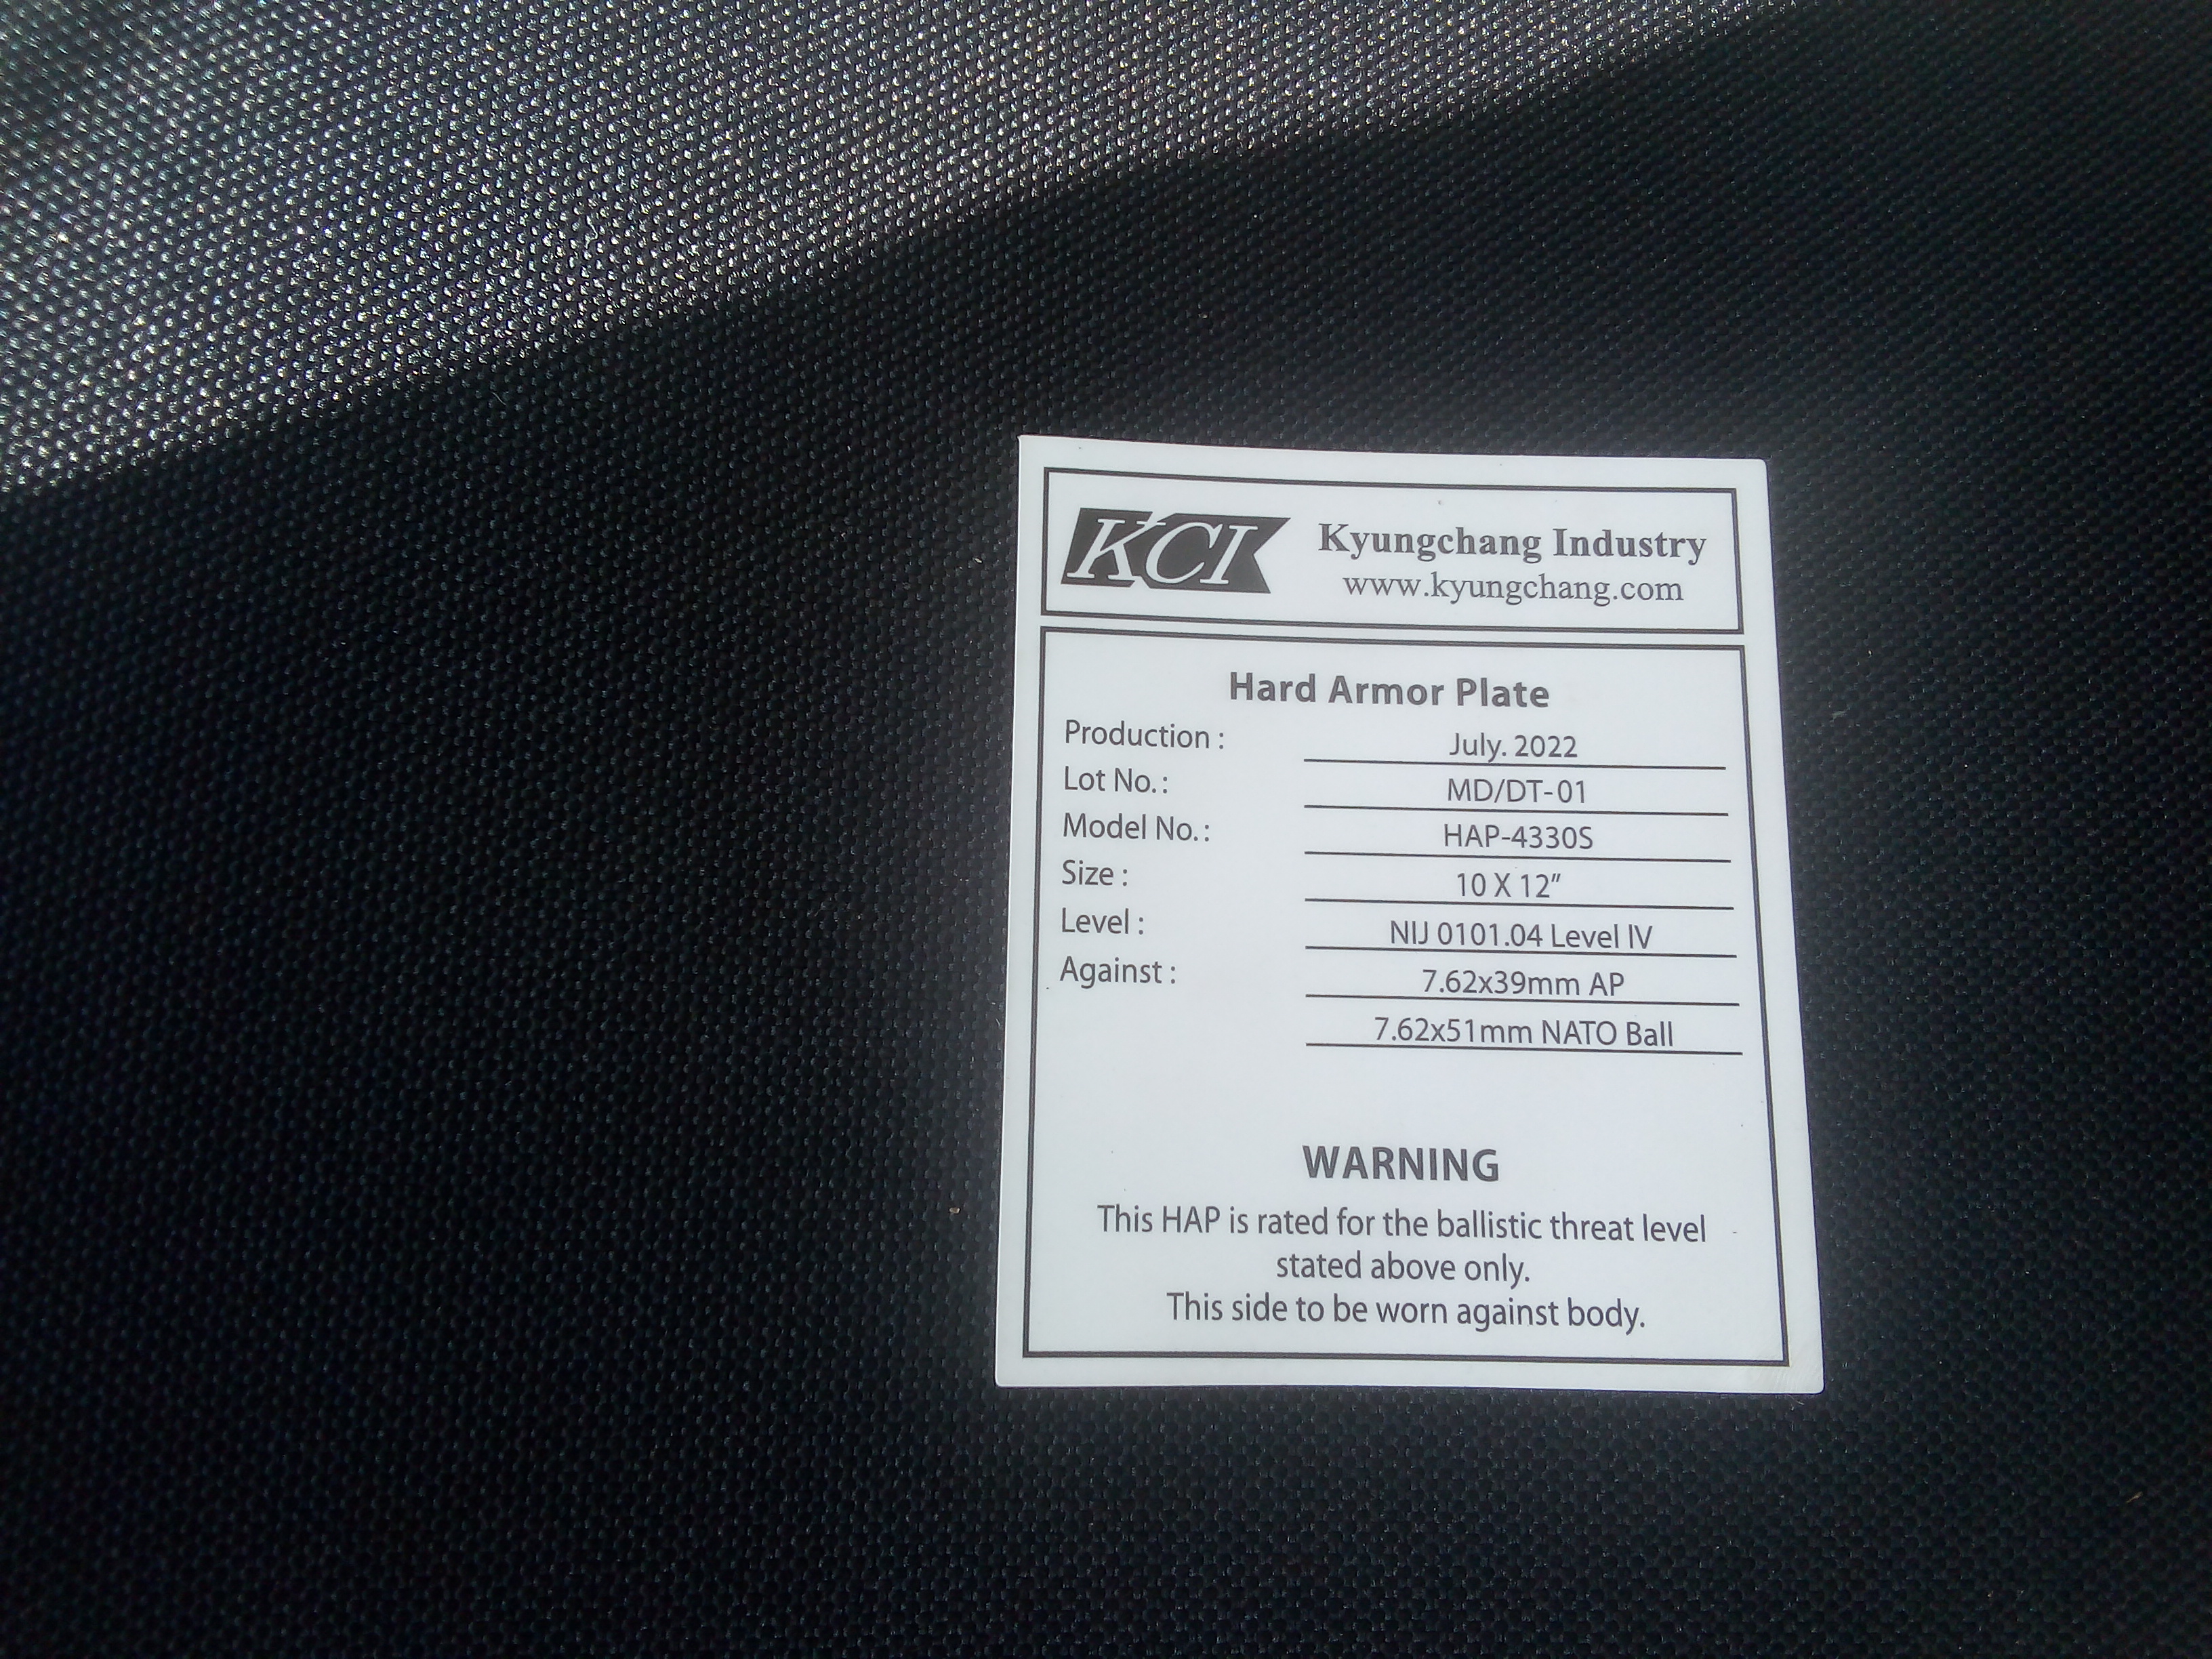 KCI
Kyungchang Industry
www.kyungchang.com
Hard Armor Plate
Production : July. 2022
Lot No. : MD/DT-01
Model No. : HAP-4330S
Size : 10 X 12″
Level : NIJ 0101.04 Level IV
Against : 7.62x39mm AP
7.62x51mm NATO Ball
WARNING
This HAP is rated for the ballistic threat level
stated above only.
This side to be worn against body.